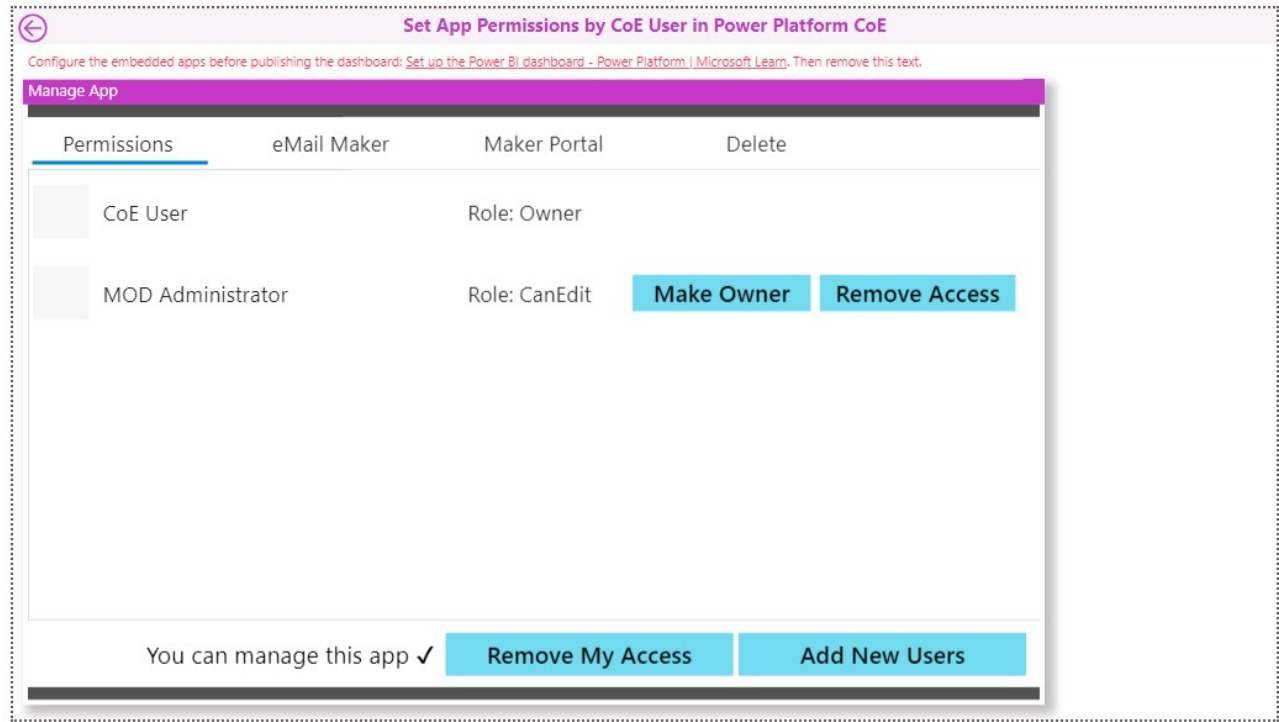 Set App Permissions by CoE User in Power Platform CoE
Configure the embedded apps before publishing the dashboard: Set up the Power BI dashboard - Power Platform | Microsoft Learn. Then remove this text.
Manage App
Permissions eMail Maker Maker Portal Delete
CoE User Role: Owner
MOD Administrator Role: CanEdit Make Owner Remove Access
You can manage this app ✓ Remove My Access Add New Users